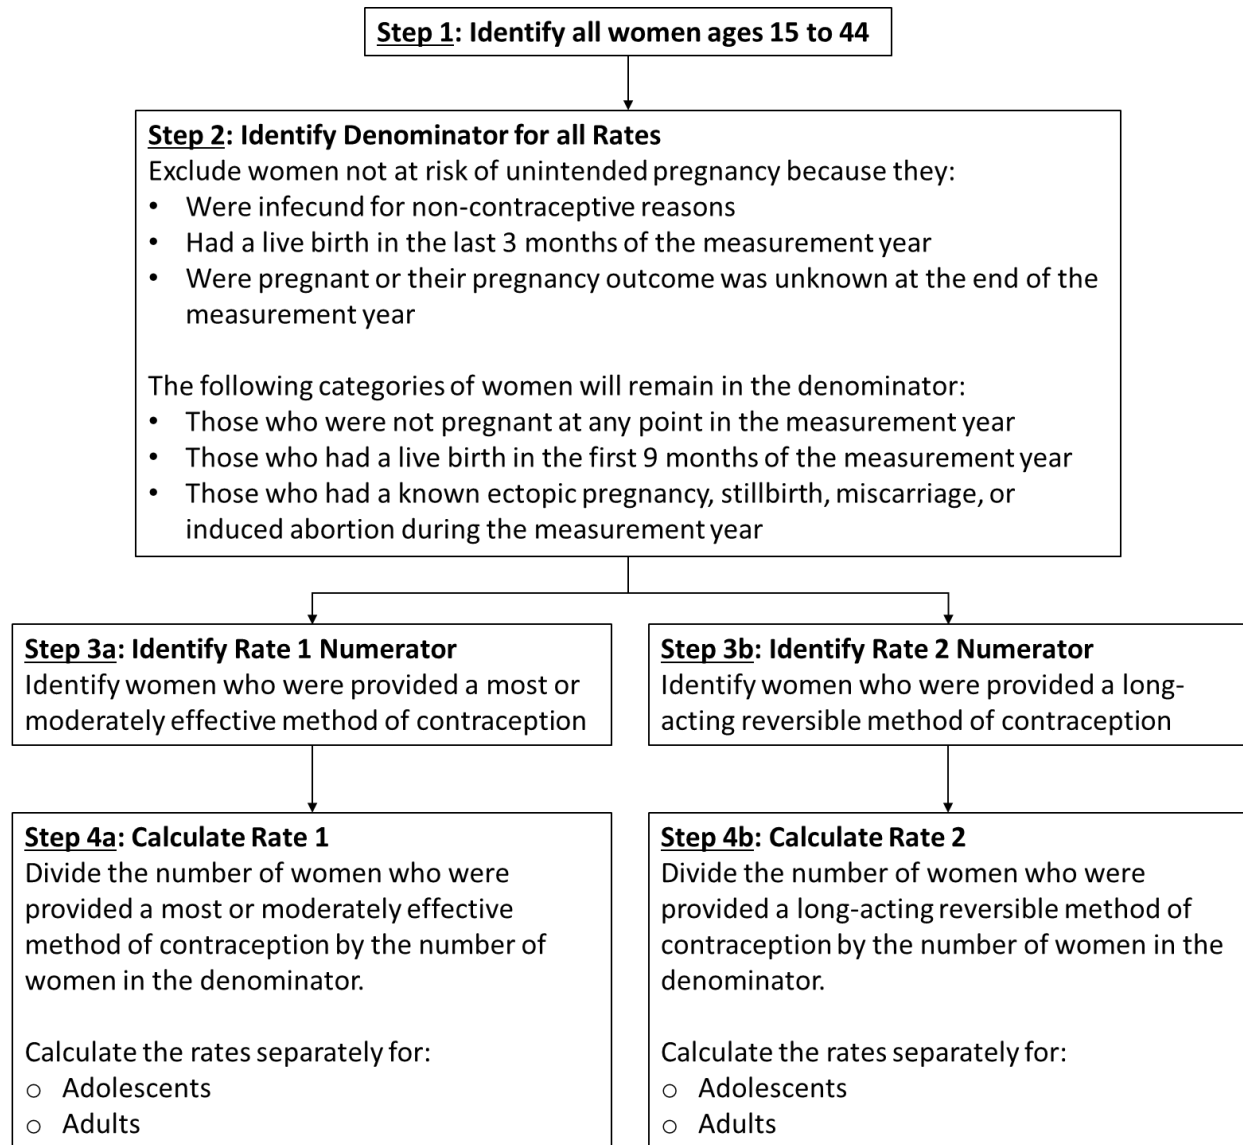 Step 1: Identify all women ages 15 to 44
Step 2: Identify Denominator for all Rates
Exclude women not at risk of unintended pregnancy because they:
• Were infecund for non-contraceptive reasons
• Had a live birth in the last 3 months of the measurement year
• Were pregnant or their pregnancy outcome was unknown at the end of the
measurement year
The following categories of women will remain in the denominator:
• Those who were not pregnant at any point in the measurement year
• Those who had a live birth in the first 9 months of the measurement year
• Those who had a known ectopic pregnancy, stillbirth, miscarriage, or
induced abortion during the measurement year
Step 3a: Identify Rate 1 Numerator
Identify women who were provided a most or
moderately effective method of contraception
Step 3b: Identify Rate 2 Numerator
Identify women who were provided a long-
acting reversible method of contraception
Step 4a: Calculate Rate 1
Divide the number of women who were
provided a most or moderately effective
method of contraception by the number of
women in the denominator.
Calculate the rates separately for:
o Adolescents
o Adults
Step 4b: Calculate Rate 2
Divide the number of women who were
provided a long-acting reversible method of
contraception by the number of women in the
denominator.
Calculate the rates separately for:
o Adolescents
o Adults